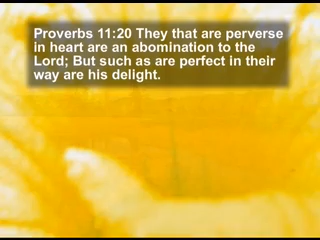 Proverbs 11:20 They that are perverse
in heart are an abomination to the
Lord; But such as are perfect in their
way are his delight.